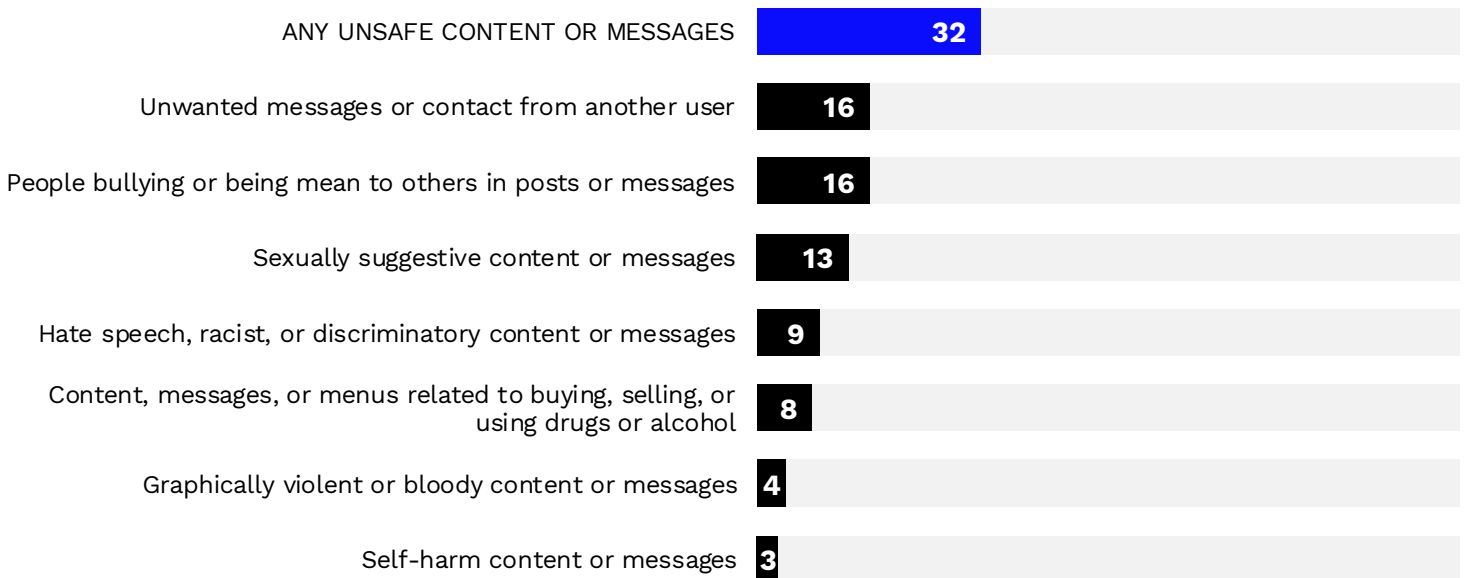 ANY UNSAFE CONTENT OR MESSAGES 32
Unwanted messages or contact from another user 16
People bullying or being mean to others in posts or messages 16
Sexually suggestive content or messages 13
Hate speech, racist, or discriminatory content or messages 9
Content, messages, or menus related to buying, selling, or
using drugs or alcohol 8
Graphically violent or bloody content or messages 4
Self-harm content or messages 3